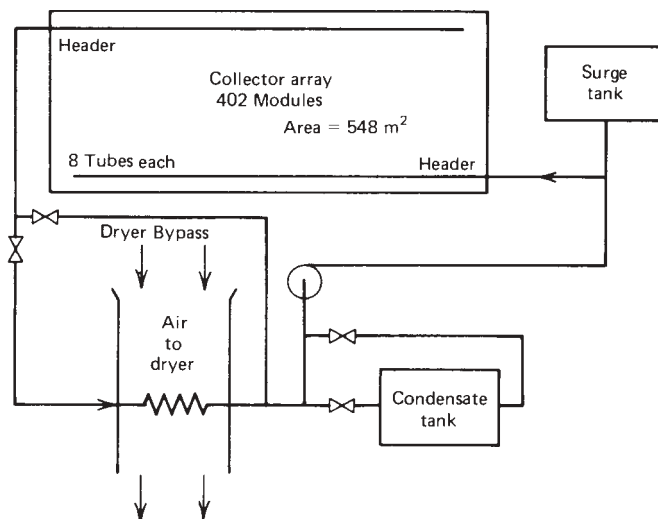 Header
Collector array
402 Modules
Area = 548 m²
8 Tubes each
Header
Surge
tank
Dryer Bypass
Air
to
dryer
Condensate
tank